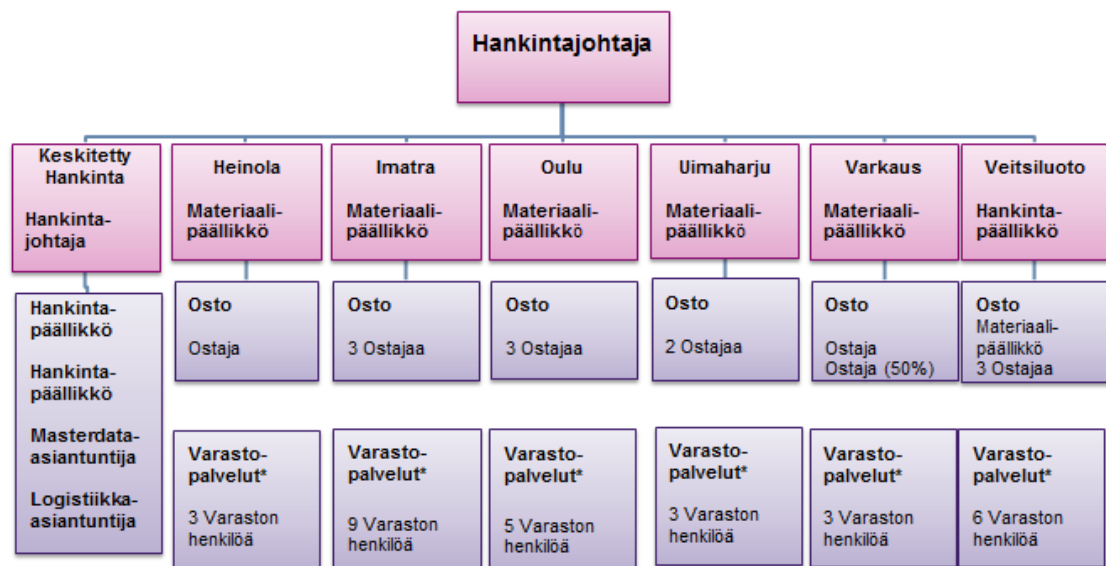 Hankintajohtaja
Keskitetty
Hankinta
Hankinta-
johtaja
Heinola
Materiaali-
päällikkö
Imatra
Materiaali-
päällikkö
Oulu
Materiaali-
päällikkö
Uimaharju
Materiaali-
päällikkö
Varkaus
Materiaali-
päällikkö
Veitsiluoto
Hankinta-
päällikkö
Hankinta-
päällikkö
Hankinta-
päällikkö
Masterdata-
asiantuntija
Logistiikka-
asiantuntija
Osto
Ostaja
Osto
3 Ostajaa
Osto
3 Ostajaa
Osto
2 Ostajaa
Osto
Ostaja
Ostaja (50%)
Osto
Materiaali-
päällikkö
3 Ostajaa
Varasto-
palvelut*
3 Varaston
henkilöä
Varasto-
palvelut*
9 Varaston
henkilöä
Varasto-
palvelut*
5 Varaston
henkilöä
Varasto-
palvelut*
3 Varaston
henkilöä
Varasto-
palvelut*
3 Varaston
henkilöä
Varasto-
palvelut*
6 Varaston
henkilöä